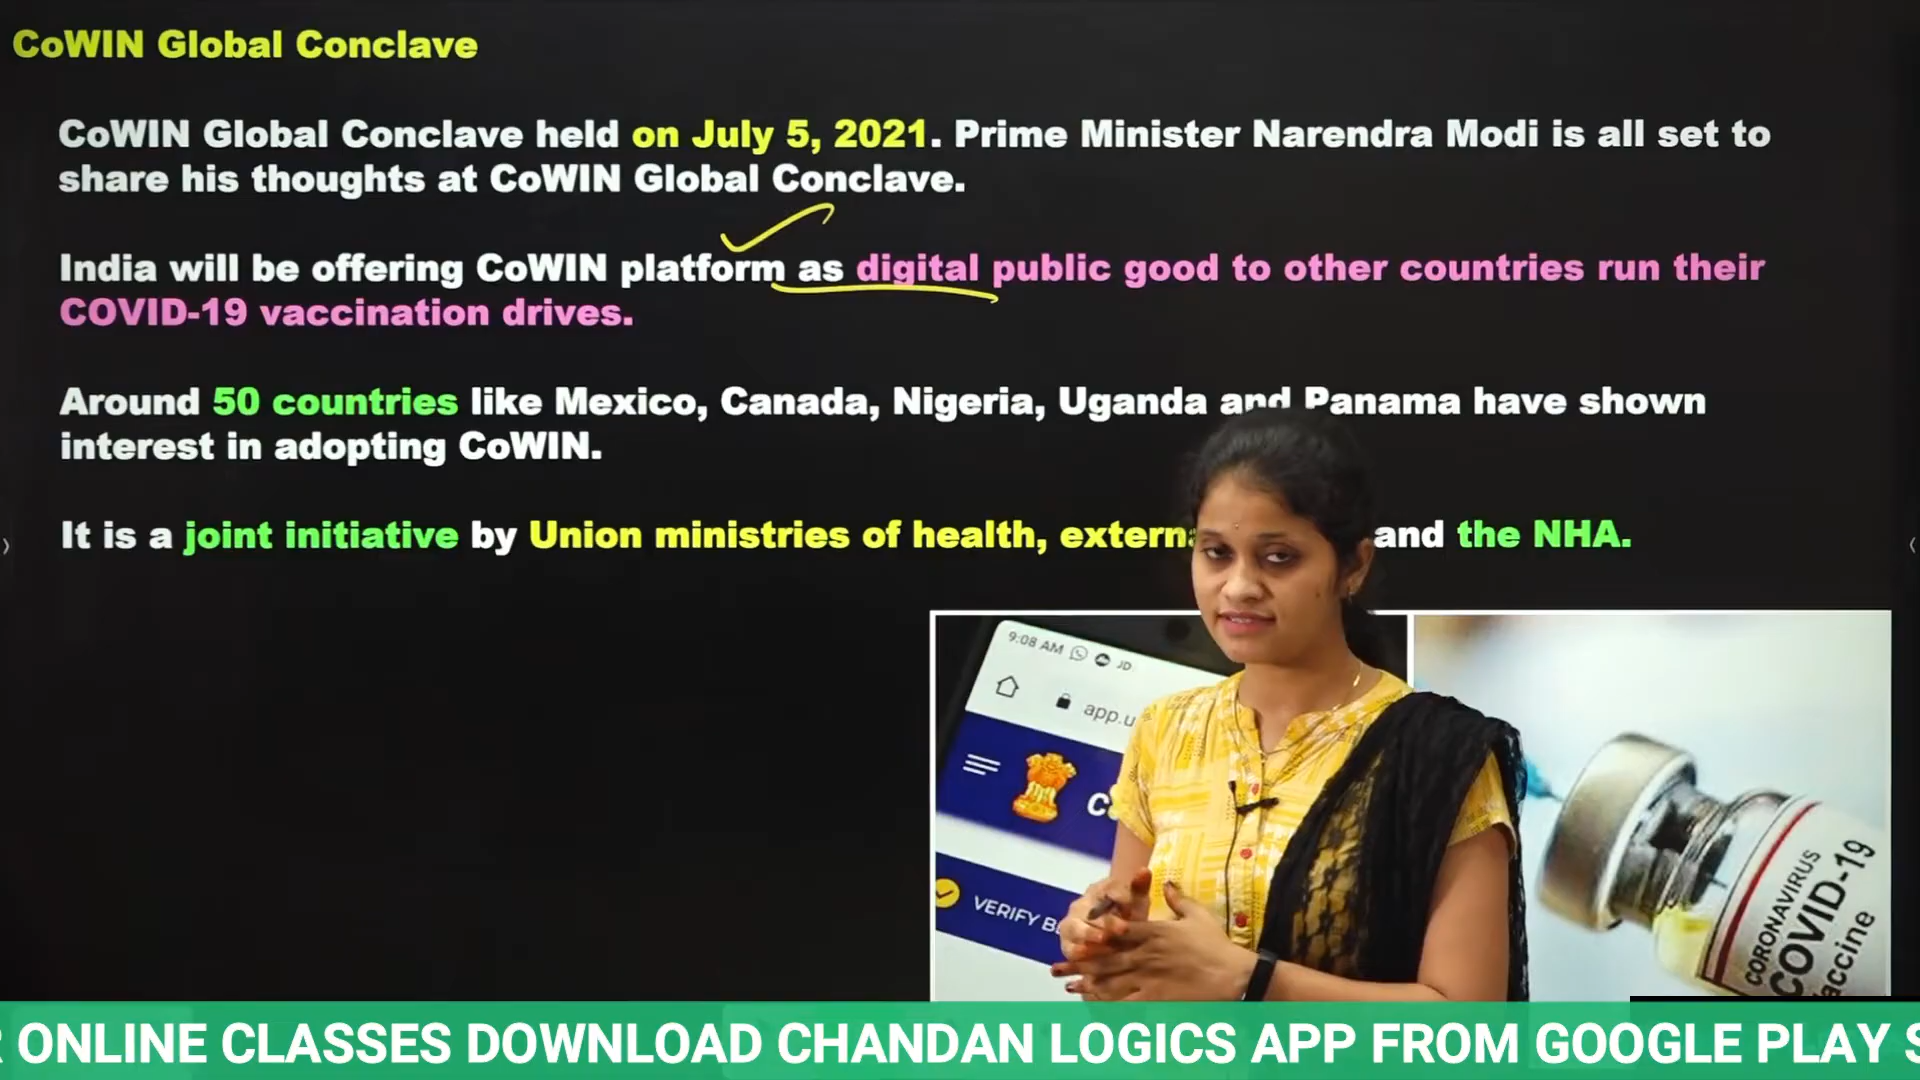 CoWIN Global Conclave
CoWIN Global Conclave held on July 5, 2021. Prime Minister Narendra Modi is all set to
share his thoughts at CoWIN Global Conclave.
India will be offering CoWIN platform as digital public good to other countries run their
COVID-19 vaccination drives.
Around 50 countries like Mexico, Canada, Nigeria, Uganda and Panama have shown
interest in adopting CoWIN.
It is a joint initiative by Union ministries of health, and the NHA.
9:08 AM JD
app.u
VERIFY
CORONAVIRUS
COVID-19
ONLINE CLASSES DOWNLOAD CHANDAN LOGICS APP FROM GOOGLE PLAY